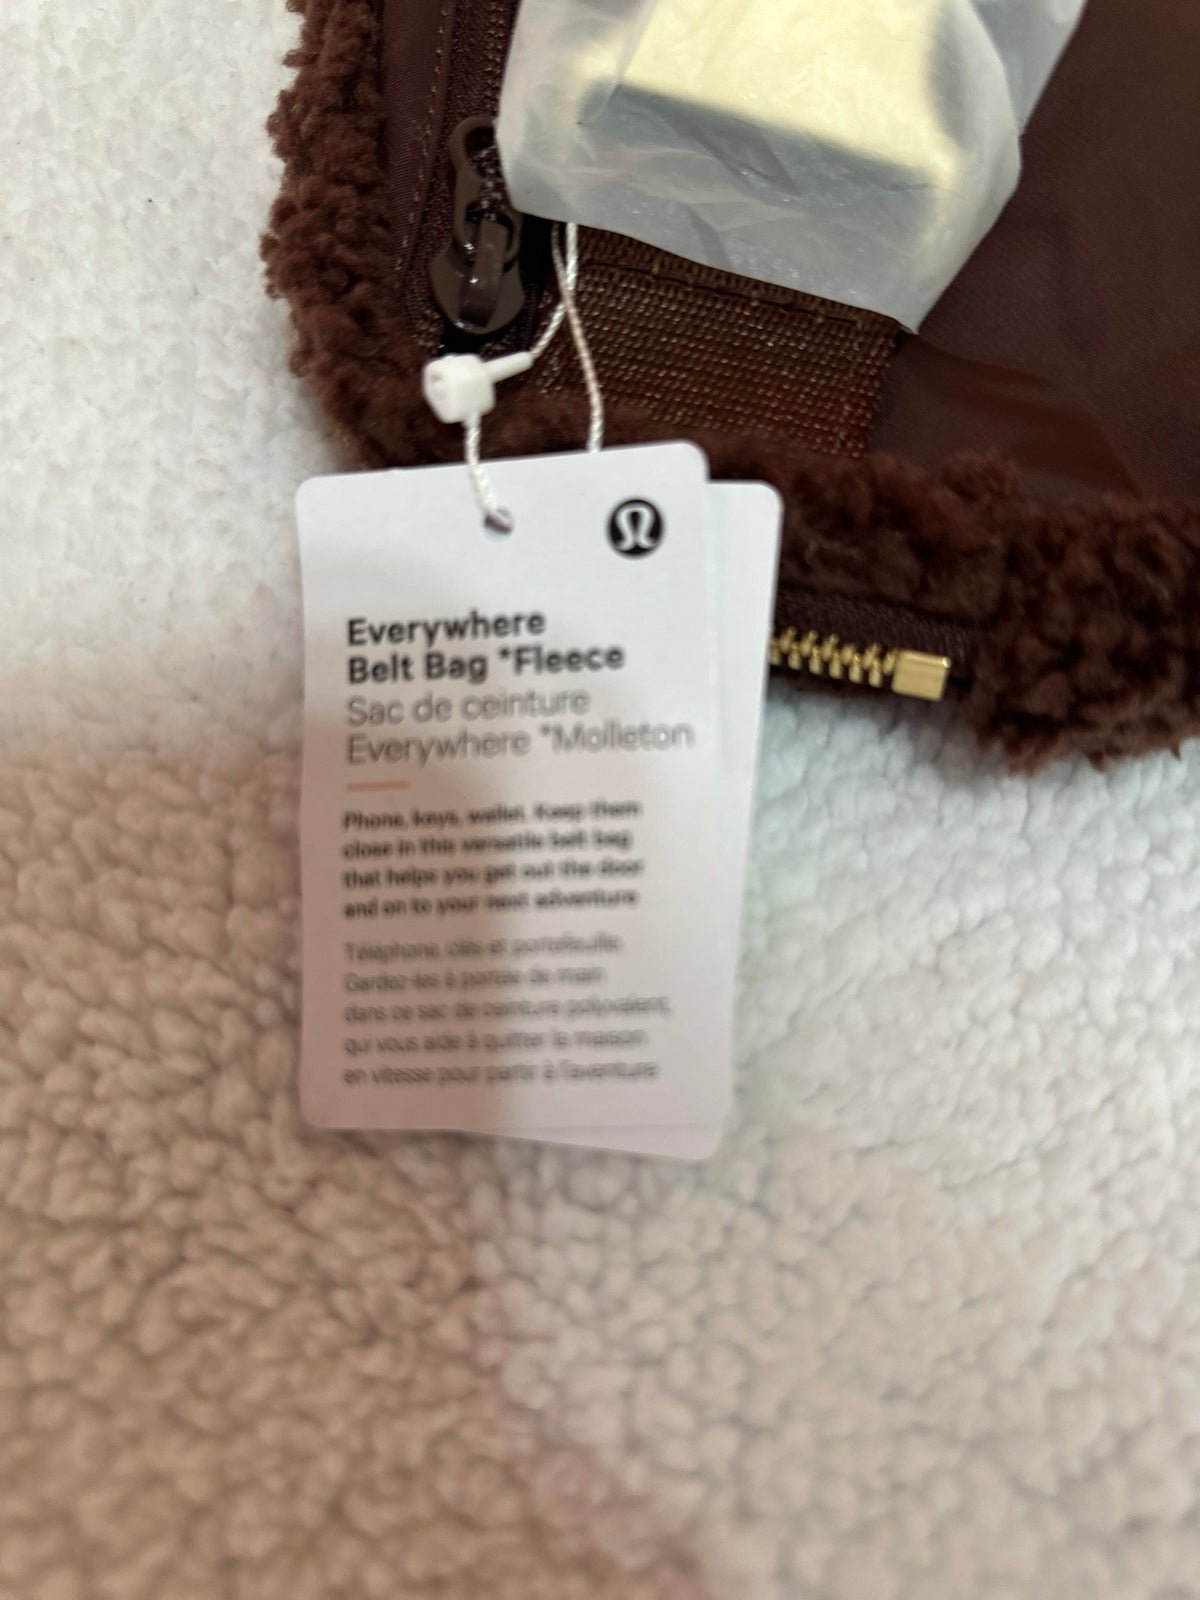 Everywhere
Belt Bag *Fleece
Sac de ceinture
Everywhere *Molleton
Phone, keys, wallet. Keep them
close in this versatile belt bag
that helps you get out the door
and on to your next adventure
Téléphone, clés et portefeuille.
Gardez-les à portée de main
dans ce sac de ceinture polyvalent,
qui vous aide à quitter la maison
en vitesse pour partir à l'aventure